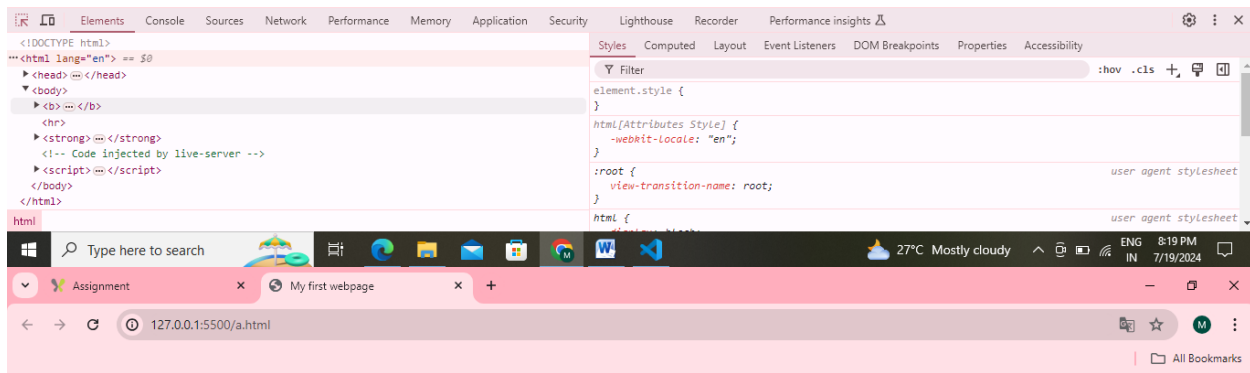 Elements Console Sources Network Performance Memory Application Security Lighthouse Recorder Performance insights
<!DOCTYPE html>
<html lang="en"> == $0
<head>…</head>
<body>
<b>…</b>
<hr>
<strong>…</strong>
<!-- Code injected by live-server -->
<script>…</script>
</body>
</html>
html
Styles Computed Layout Event Listeners DOM Breakpoints Properties Accessibility
Filter :hov .cls
element.style {
}
html[Attributes Style] {
-webkit-locale: "en";
}
:root { user agent stylesheet
view-transition-name: root;
}
html { user agent stylesheet
Type here to search
27°C Mostly cloudy
ENG
IN
8:19 PM
7/19/2024
Assignment
My first webpage
127.0.0.1:5500/a.html
M
All Bookmarks